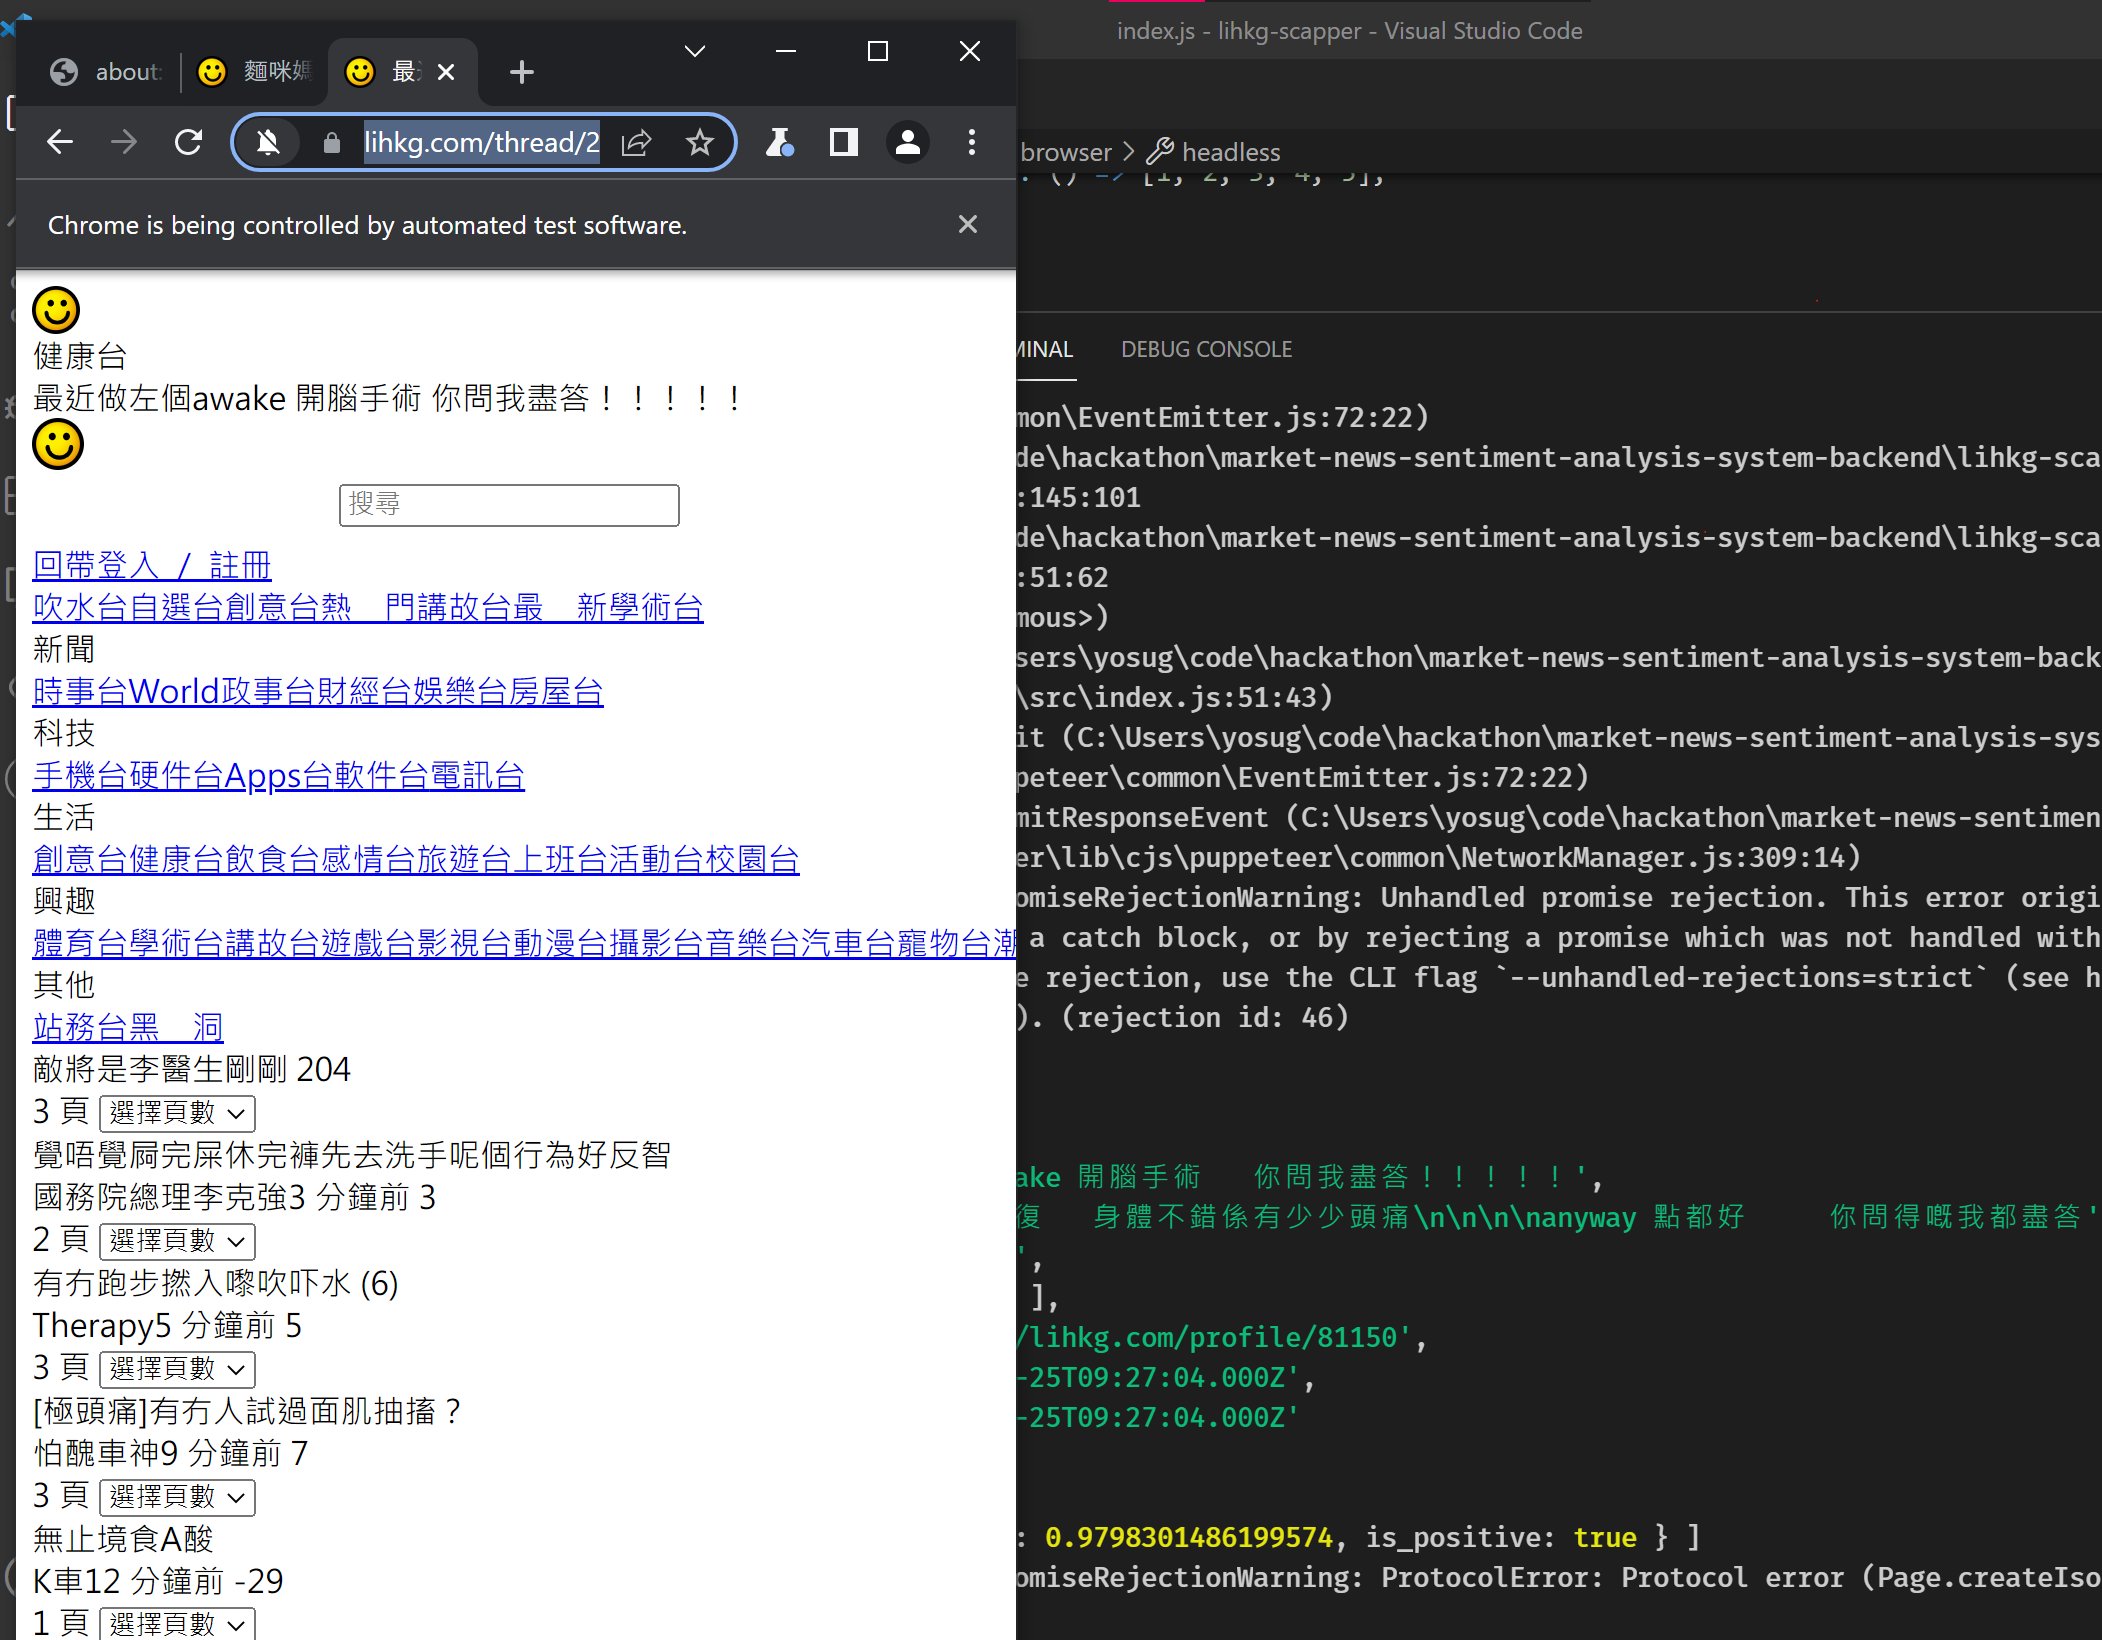 index.js - lihkg-scapper - Visual Studio Code
about:
麵咪媽
最近
lihkg.com/thread/2
Chrome is being controlled by automated test software.
健康台
最近做左個awake 開腦手術 你問我盡答！！！！！
搜尋
回帶登入 / 註冊
吹水台自選台創意台熱　門講故台最　新學術台
新聞
時事台World政事台財經台娛樂台房屋台
科技
手機台硬件台Apps台軟件台電訊台
生活
創意台健康台飲食台感情台旅遊台上班台活動台校園台
興趣
體育台學術台講故台遊戲台影視台動漫台攝影台音樂台汽車台寵物台潮
其他
站務台黑　洞
敵將是李醫生剛剛 204
3 頁 選擇頁數
覺唔覺屙完屎休完褲先去洗手呢個行為好反智
國務院總理李克強3 分鐘前 3
2 頁 選擇頁數
有冇跑步撚入嚟吹吓水 (6)
Therapy5 分鐘前 5
3 頁 選擇頁數
[極頭痛]有冇人試過面肌抽搐？
怕醜車神9 分鐘前 7
3 頁 選擇頁數
無止境食A酸
K車12 分鐘前 -29
1 頁 選擇頁數
browser > headless
: () => [1, 2, 3, 4, 5],
MINAL DEBUG CONSOLE
mon\EventEmitter.js:72:22)
de\hackathon\market-news-sentiment-analysis-system-backend\lihkg-sca
:145:101
de\hackathon\market-news-sentiment-analysis-system-backend\lihkg-sca
:51:62
mous>)
sers\yosug\code\hackathon\market-news-sentiment-analysis-system-back
\src\index.js:51:43)
it (C:\Users\yosug\code\hackathon\market-news-sentiment-analysis-sys
peteer\common\EventEmitter.js:72:22)
mitResponseEvent (C:\Users\yosug\code\hackathon\market-news-sentimen
er\lib\cjs\puppeteer\common\NetworkManager.js:309:14)
omiseRejectionWarning: Unhandled promise rejection. This error origi
a catch block, or by rejecting a promise which was not handled with
e rejection, use the CLI flag `--unhandled-rejections=strict` (see h
). (rejection id: 46)
ake 開腦手術　你問我盡答！！！！！',
復　身體不錯係有少少頭痛\n\n\n\nanyway 點都好　　你問得嘅我都盡答'
',
],
/lihkg.com/profile/81150',
-25T09:27:04.000Z',
-25T09:27:04.000Z'
: 0.9798301486199574, is_positive: true } ]
omiseRejectionWarning: ProtocolError: Protocol error (Page.createIso